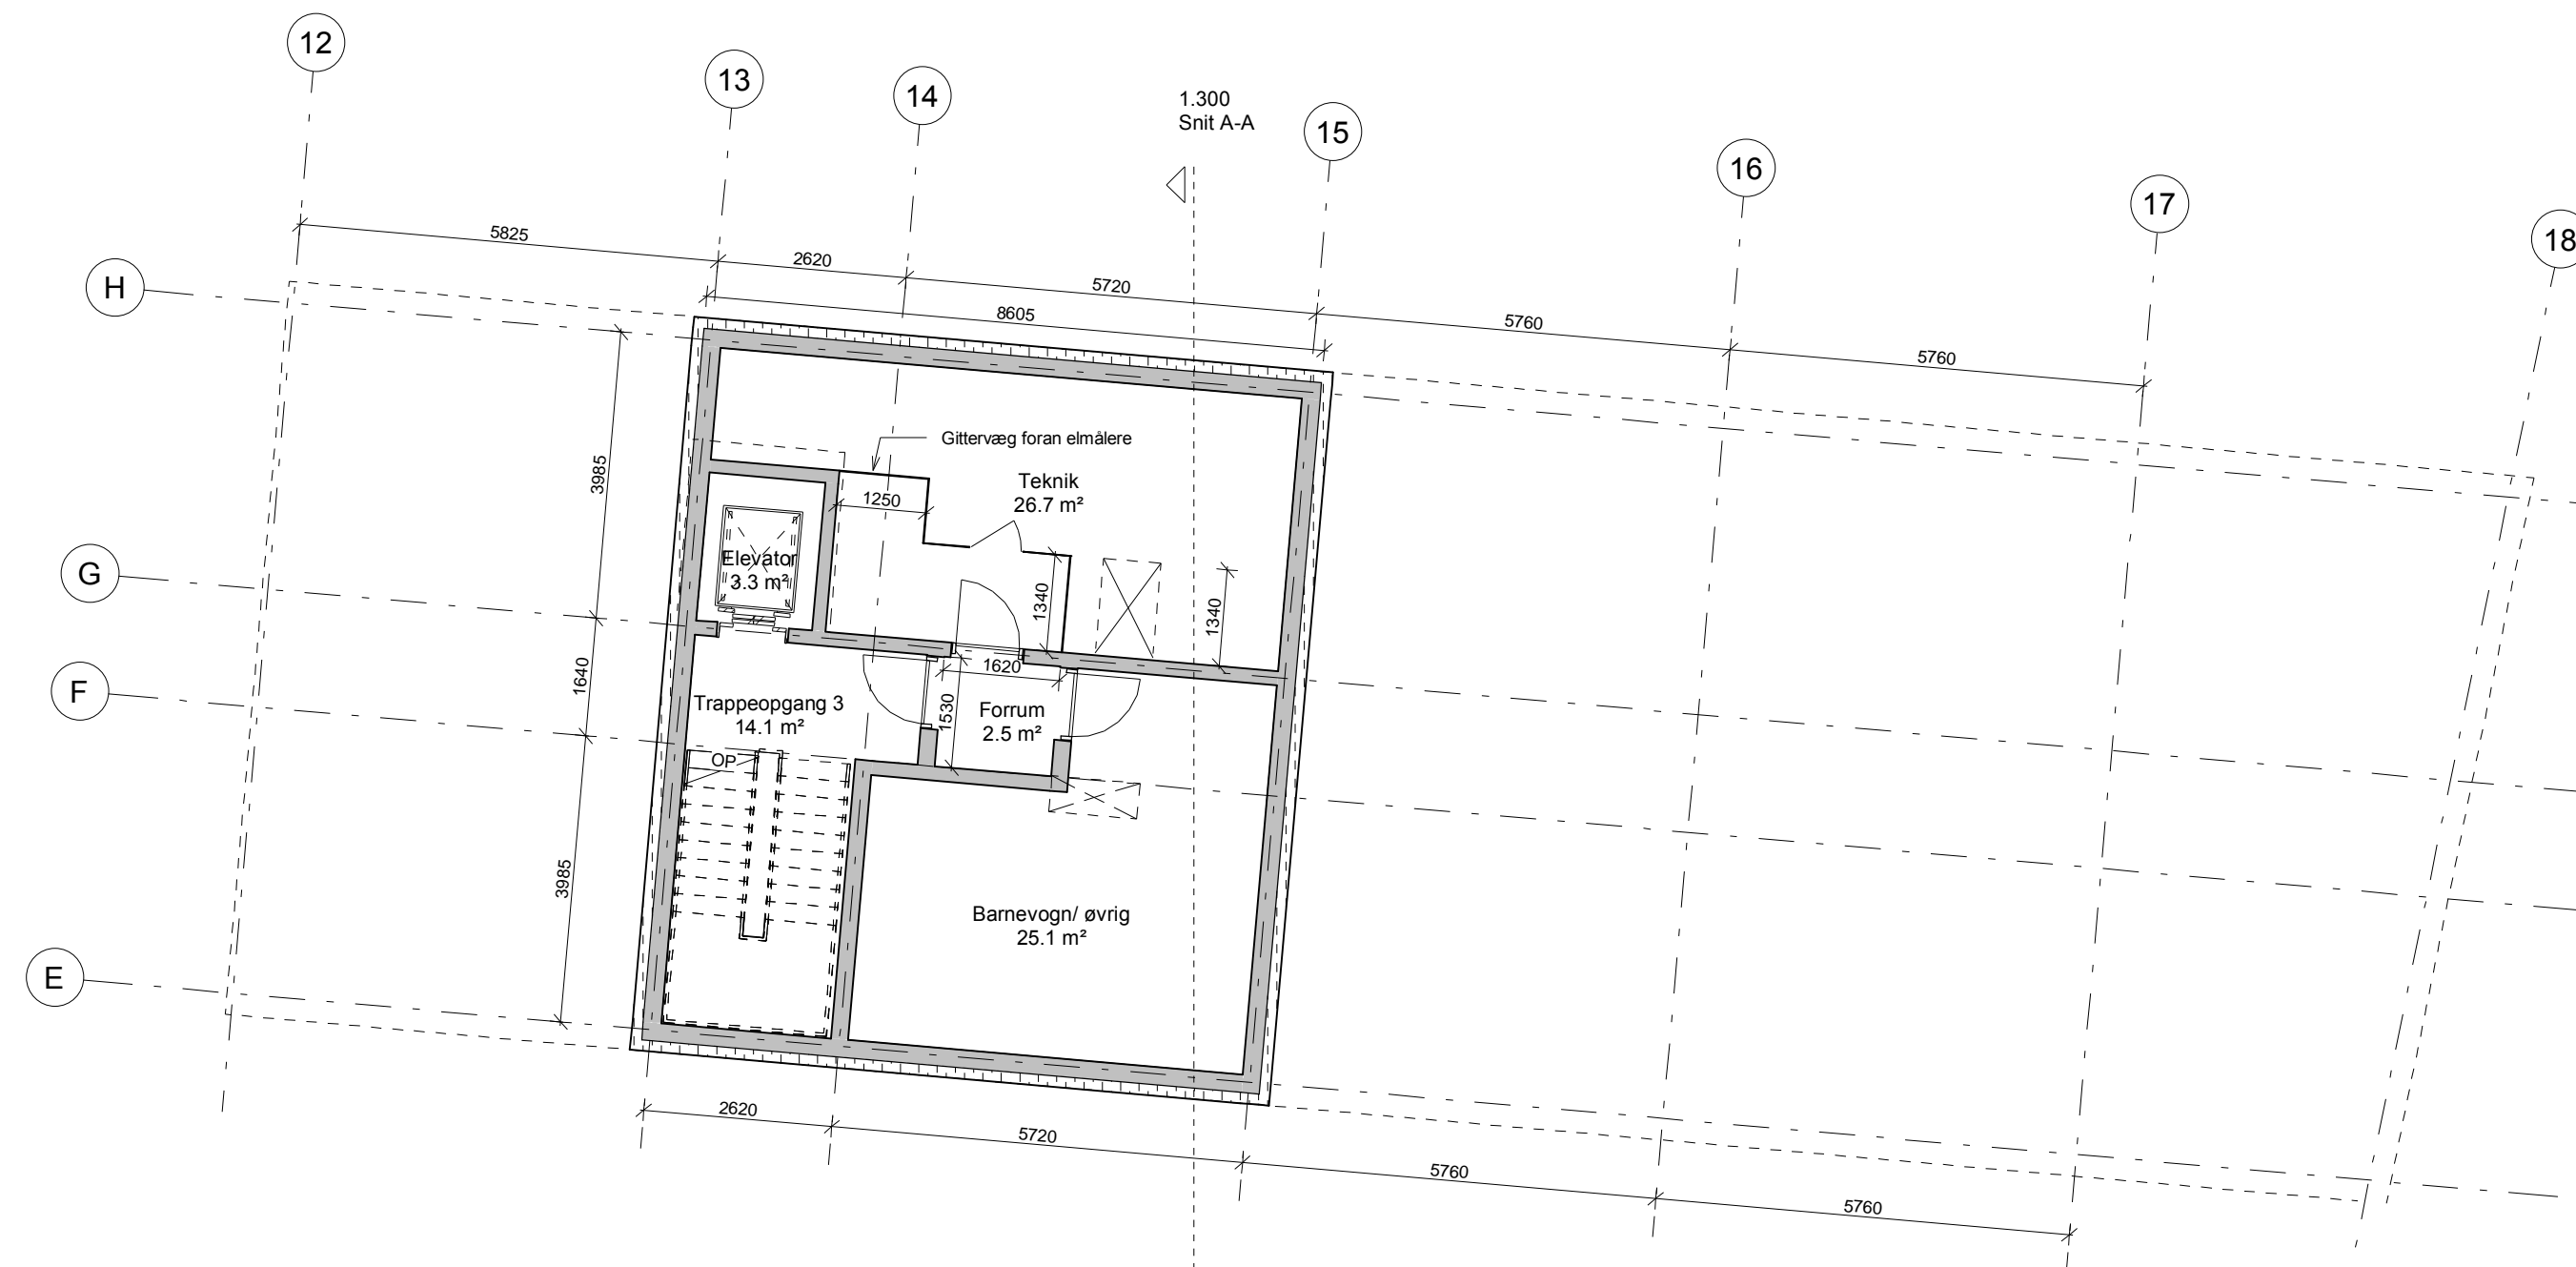 12
13
14
1.300
Snit A-A
15
16
17
18
5825
2620
5720
8605
5760
5760
H
G
F
E
3985
1640
3985
Gittervæg foran elmålere
1250
Teknik
26.7 m²
Elevator
3.3 m²
1340
1340
1620
1530
Trappeopgang 3
14.1 m²
Forrum
2.5 m²
OP
Barnevogn/ øvrig
25.1 m²
2620
5720
5760
5760